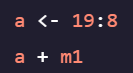 a <- 19:8
a + m1